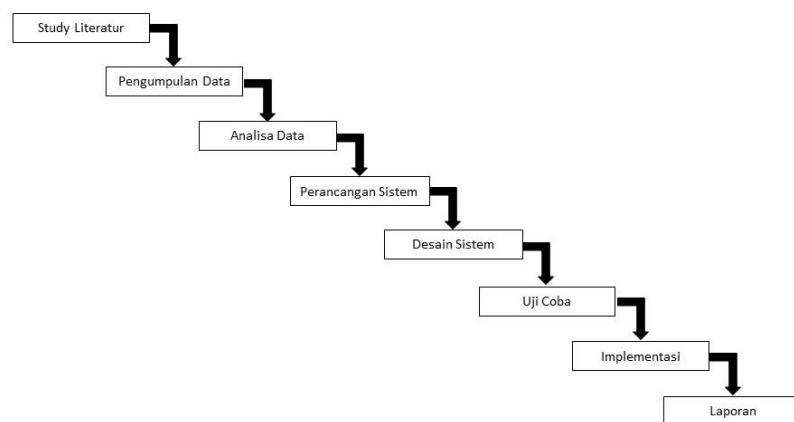 Study Literatur
Pengumpulan Data
Analisa Data
Perancangan Sistem
Desain Sistem
Uji Coba
Implementasi
Laporan